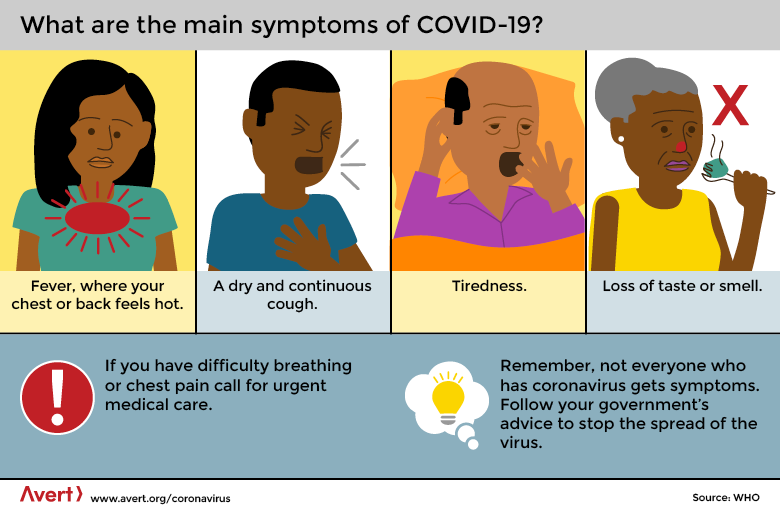 What are the main symptoms of COVID-19?
Fever, where your
chest or back feels hot.
A dry and continuous
cough.
Tiredness.
Loss of taste or smell.
If you have difficulty breathing
or chest pain call for urgent
medical care.
Remember, not everyone who
has coronavirus gets symptoms.
Follow your government's
advice to stop the spread of the
virus.
Avert www.avert.org/coronavirus
Source: WHO